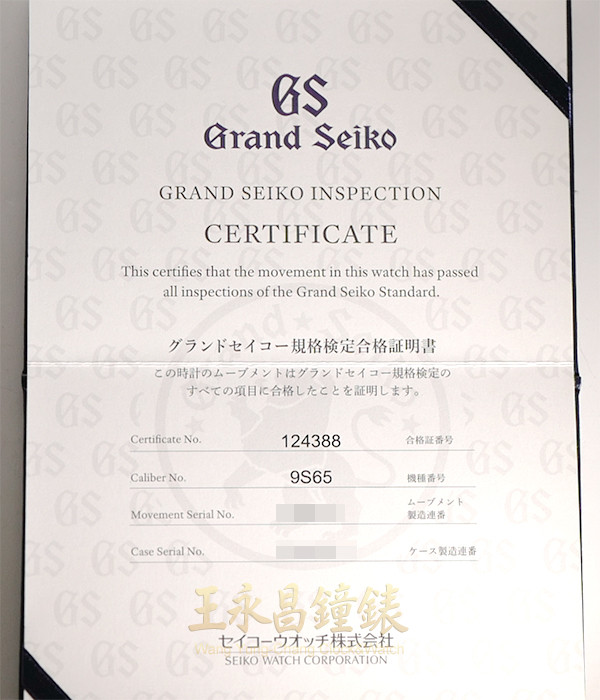 GS
Grand Seiko
GRAND SEIKO INSPECTION
CERTIFICATE
This certifies that the movement in this watch has passed
all inspections of the Grand Seiko Standard.
グランドセイコー規格検定合格証明書
この時計のムーブメントはグランドセイコー規格検定の
すべての項目に合格したことを証明します。
Certificate No. 124388 合格証番号
Caliber No. 9S65 機種番号
Movement Serial No. ムーブメント
製造連番
Case Serial No. ケース製造連番
王永昌鐘錶
セイコーウオッチ株式会社
SEIKO WATCH CORPORATION